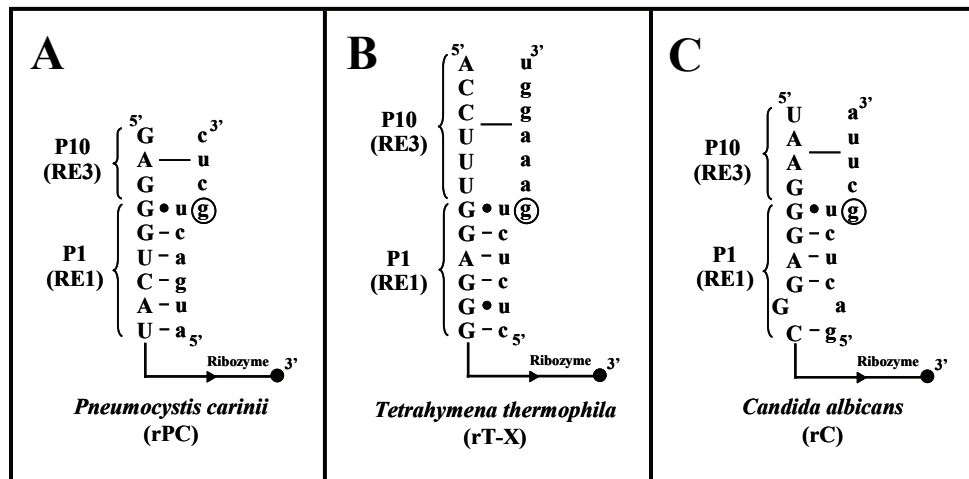 A
5’
G c 3’
P10
(RE3)
A – u
G c
G • u g
G – c
P1
(RE1)
U – a
C – g
A – u
U – a 5’
Ribozyme 3’
Pneumocystis carinii
(rPC)
B
5’ A u 3’
C g
C g
P10
(RE3)
U – a
U a
U a
G • u g
G – c
P1
(RE1)
A – u
G – c
G • u
G – c 5’
Ribozyme 3’
Tetrahymena thermophila
(rT-X)
C
5’
U a 3’
P10
(RE3)
A – u
A u
G c
G • u g
G – c
P1
(RE1)
A – u
G – c
G a
C – g 5’
Ribozyme 3’
Candida albicans
(rC)